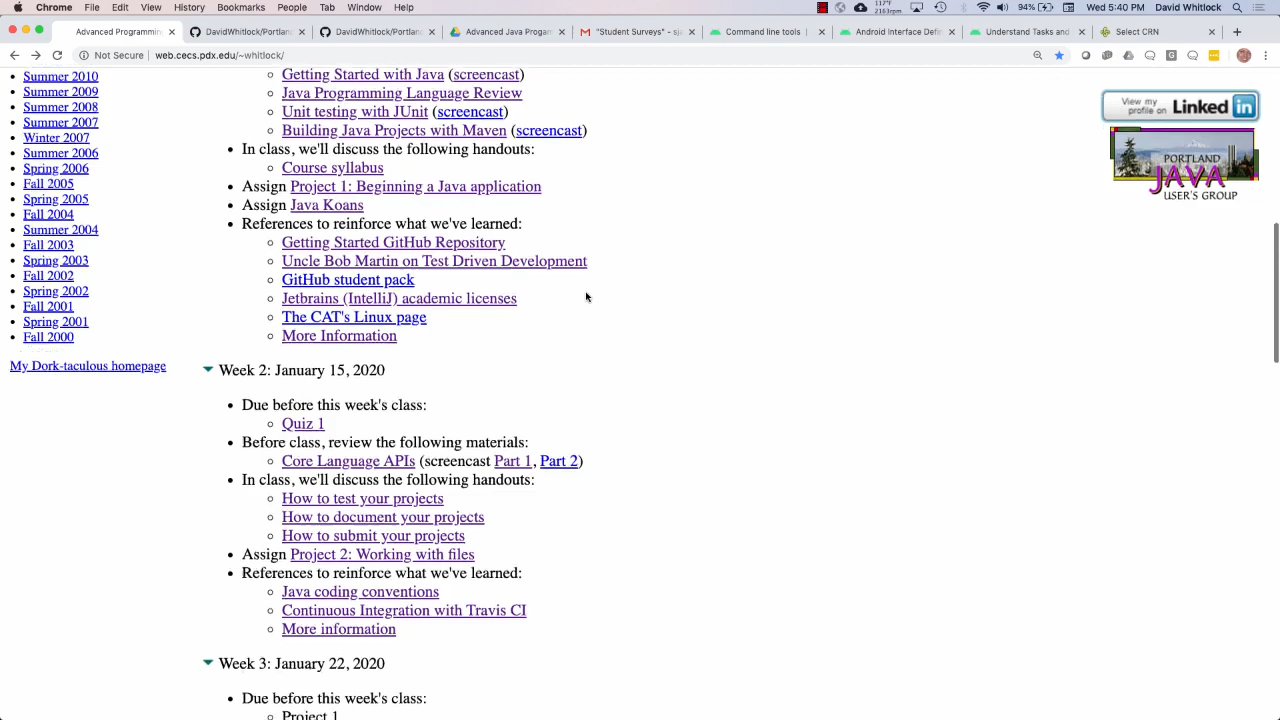 Chrome File Edit View History Bookmarks People Tab Window Help 117°F 2163rpm 94% Wed 5:40 PM David Whitlock
Advanced Programming DavidWhitlock/ DavidWhitlock/ Advanced Java Progam "Student Surveys" - Command line tools Android Interface Defin Understand Tasks and Select CRN
Not Secure web.cecs.pdx.edu/~whitlock/
Summer 2010
Summer 2009
Summer 2008
Summer 2007
Winter 2007
Summer 2006
Spring 2006
Fall 2005
Spring 2005
Fall 2004
Summer 2004
Fall 2003
Spring 2003
Fall 2002
Spring 2002
Fall 2001
Spring 2001
Fall 2000
My Dork-taculous homepage
Getting Started with Java (screencast)
Java Programming Language Review
Unit testing with JUnit (screencast)
Building Java Projects with Maven (screencast)
In class, we'll discuss the following handouts:
Course syllabus
Assign Project 1: Beginning a Java application
Assign Java Koans
References to reinforce what we've learned:
Getting Started GitHub Repository
Uncle Bob Martin on Test Driven Development
GitHub student pack
Jetbrains (IntelliJ) academic licenses
The CAT's Linux page
More Information
Week 2: January 15, 2020
Due before this week's class:
Quiz 1
Before class, review the following materials:
Core Language APIs (screencast Part 1, Part 2)
In class, we'll discuss the following handouts:
How to test your projects
How to document your projects
How to submit your projects
Assign Project 2: Working with files
References to reinforce what we've learned:
Java coding conventions
Continuous Integration with Travis CI
More information
Week 3: January 22, 2020
Due before this week's class:
Project 1
View my profile on Linked in
PORTLAND
JAVA
USER'S GROUP